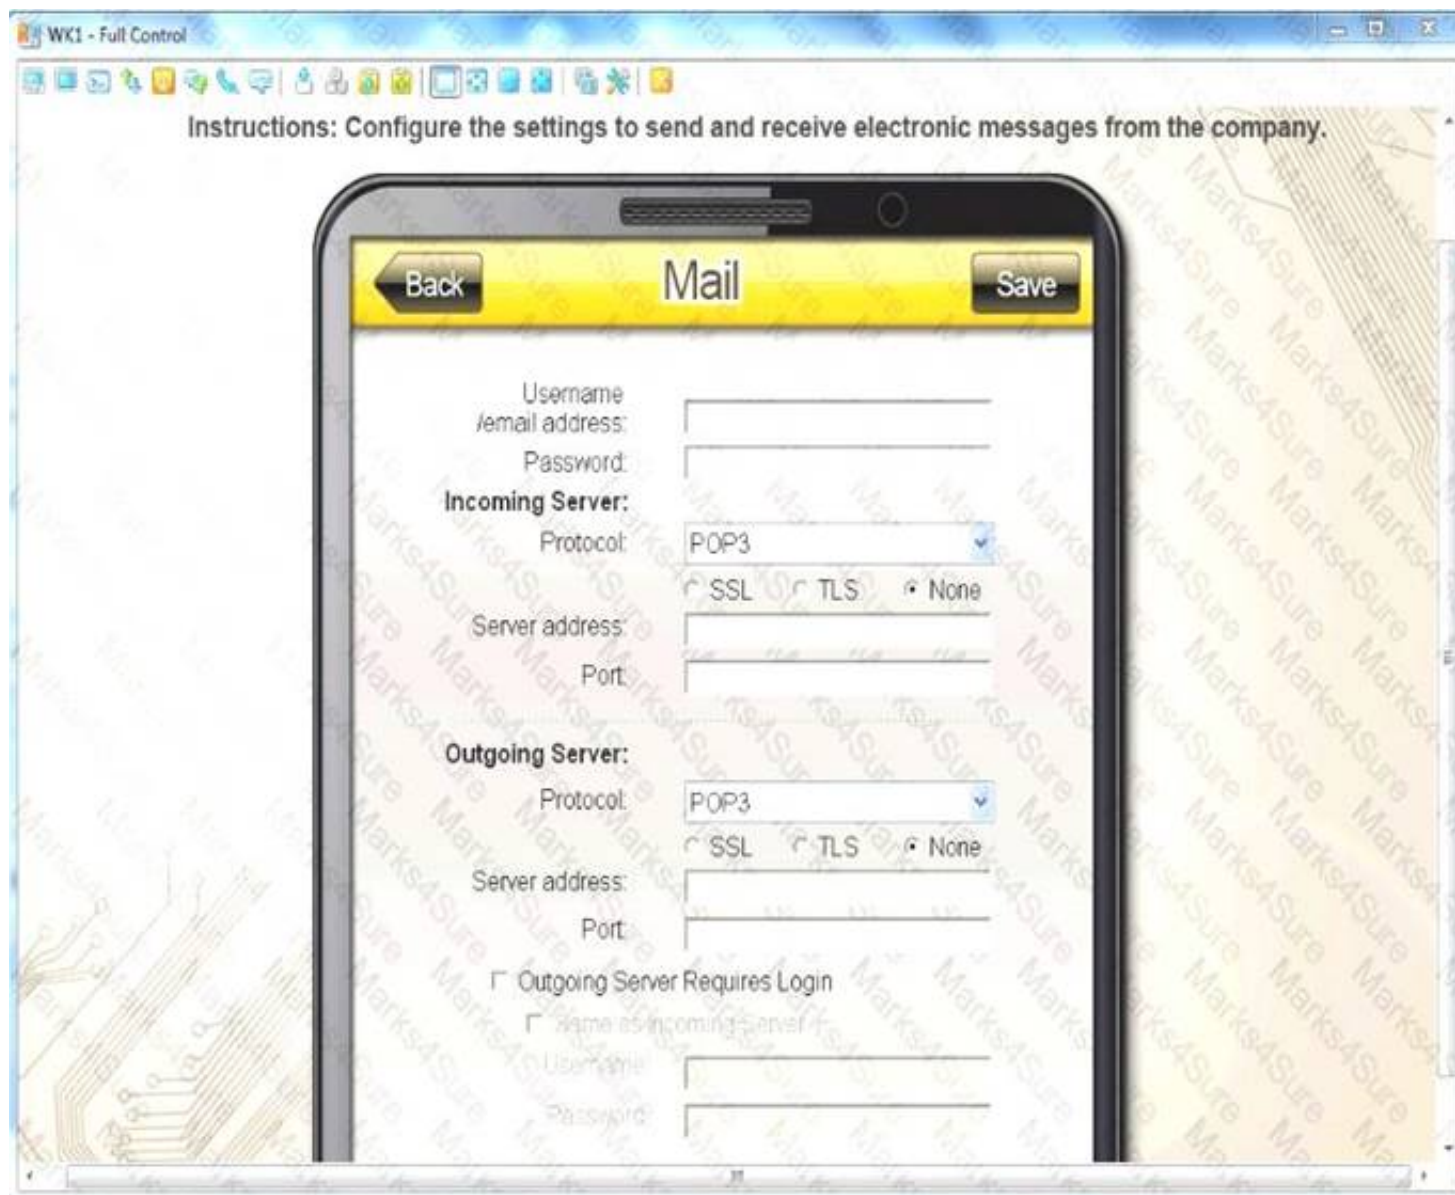 WK1 - Full Control
Instructions: Configure the settings to send and receive electronic messages from the company.
Back Mail Save
Username
/email address:
Password:
Incoming Server:
Protocol: POP3
SSL TLS None
Server address:
Port:
Outgoing Server:
Protocol: POP3
SSL TLS None
Server address:
Port:
Outgoing Server Requires Login
Same as incoming Server
Username:
Password:
Marks4Sure